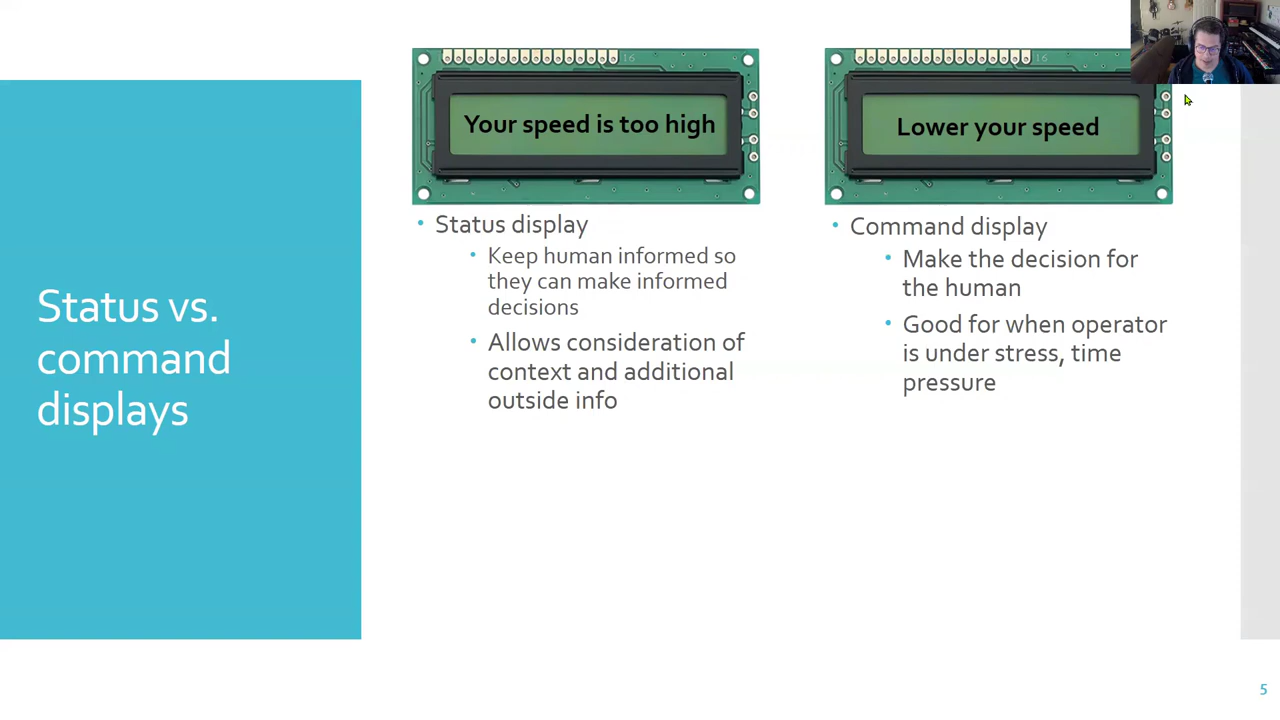 Status vs.
command
displays
16
Your speed is too high
Status display
Keep human informed so
they can make informed
decisions
Allows consideration of
context and additional
outside info
16
Lower your speed
Command display
Make the decision for
the human
Good for when operator
is under stress, time
pressure
5